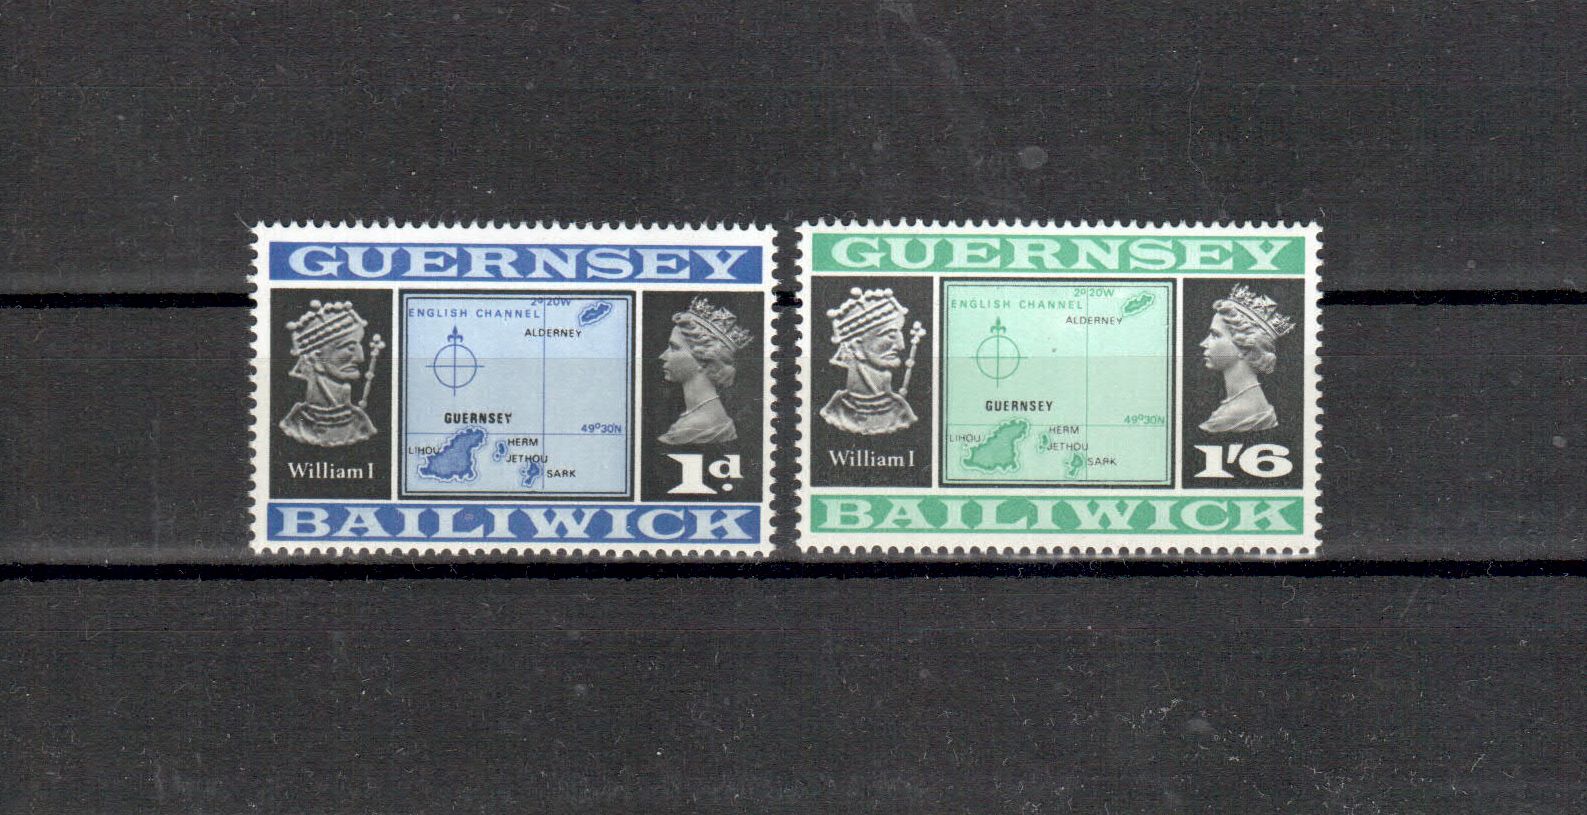 GUERNSEY
2°20W
ENGLISH CHANNEL
ALDERNEY
GUERNSEY
49°30N
LIHOU
HERM
JETHOU
SARK
William I
1d.
BAILIWICK
GUERNSEY
2°20W
ENGLISH CHANNEL
ALDERNEY
GUERNSEY
49°30N
LIHOU
HERM
JETHOU
SARK
William I
1'6
BAILIWICK